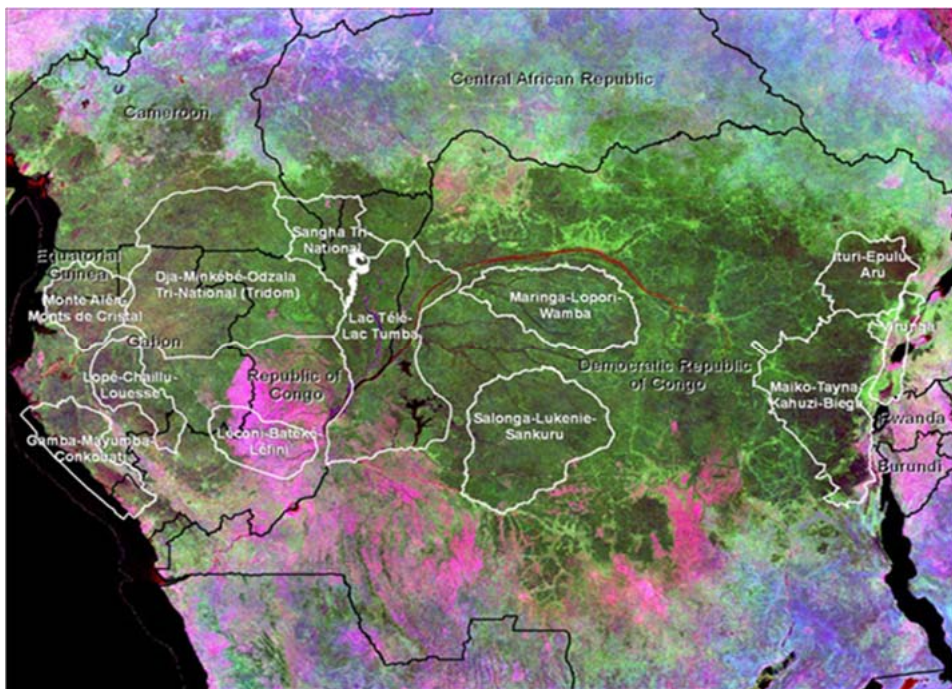 Central African Republic
Cameroon
Sangha Tri-
National
Equatorial
Guinea
Dja-Minkébé-Odzala
Tri-National (Tridom)
Ituri-Epulu-
Aru
Monte Alén-
Monts de Cristal
Maringa-Lopori-
Wamba
Lac Télé-
Lac Tumba
Virunga
Gabon
Lopé-Chaillu-
Louesse
Republic of
Congo
Democratic Republic
of Congo
Maiko-Tayna-
Kahuzi-Biega
Rwanda
Salonga-Lukenie-
Sankuru
Gamba-Mayumba-
Conkouati
Léconi-Batéké-
Léfini
Burundi